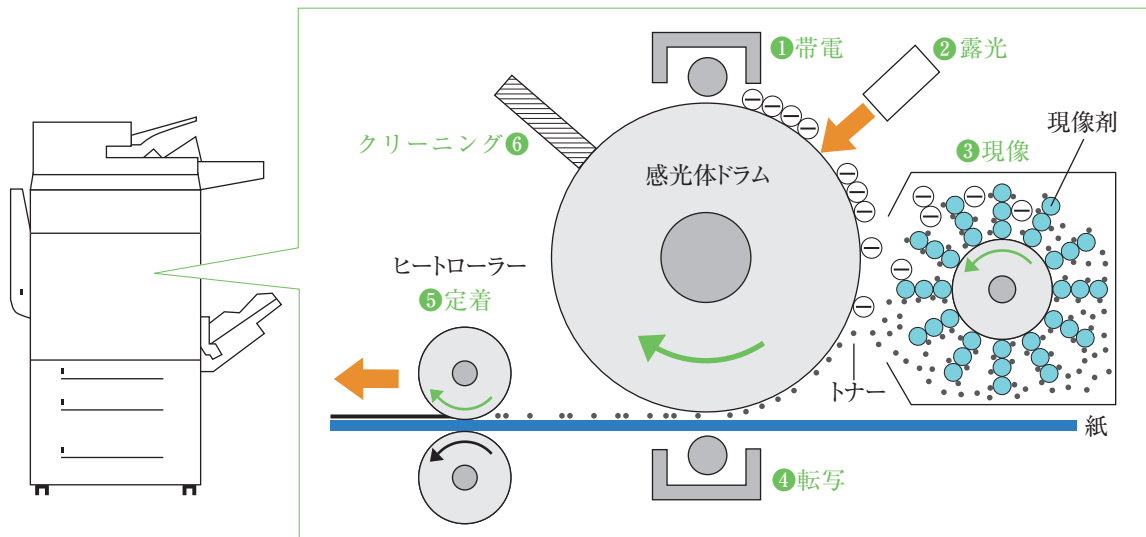 ❶帯電
❷露光
現像剤
❸現像
クリーニング❻
感光体ドラム
ヒートローラー
❺定着
トナー
紙
❹転写